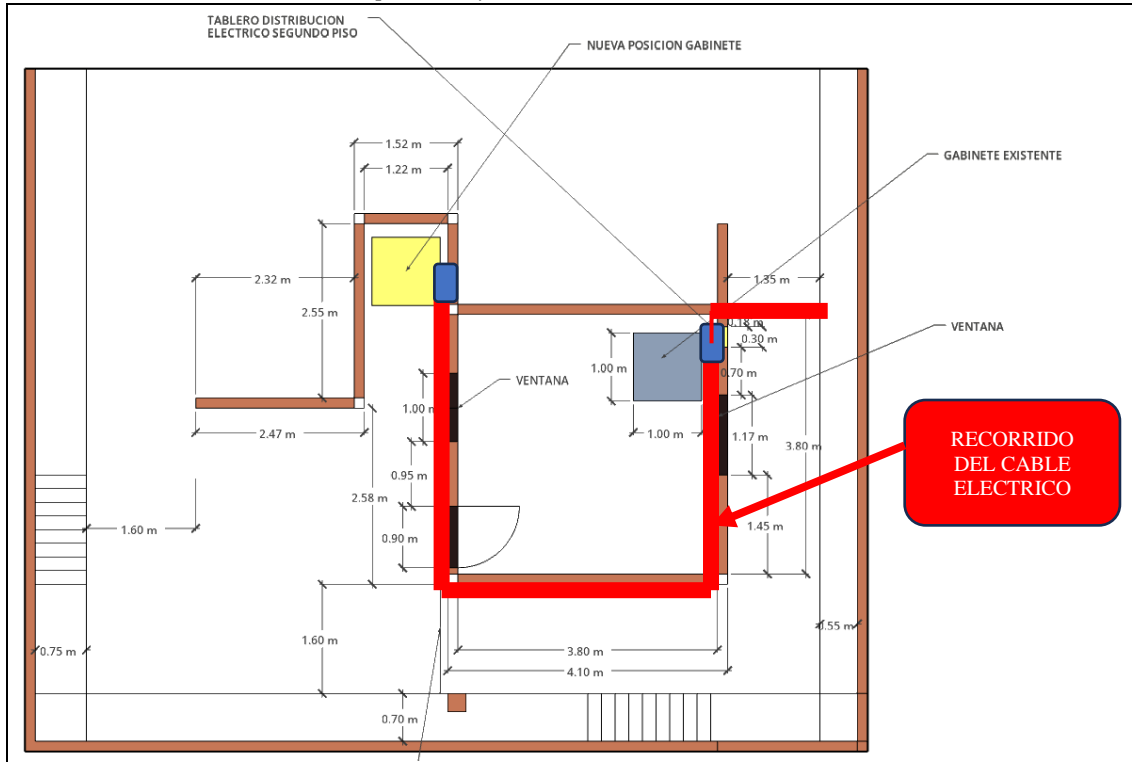 TABLERO DISTRIBUCION
ELECTRICO SEGUNDO PISO
NUEVA POSICION GABINETE
1.52 m
1.22 m
GABINETE EXISTENTE
2.32 m
1.35 m
2.55 m
0.18 m
0.30 m
VENTANA
1.00 m
0.70 m
VENTANA
1.00 m
2.47 m
1.00 m
1.17 m
3.80 m
RECORRIDO
DEL CABLE
ELECTRICO
0.95 m
2.58 m
1.60 m
1.45 m
0.90 m
1.60 m
0.55 m
0.75 m
3.80 m
4.10 m
0.70 m